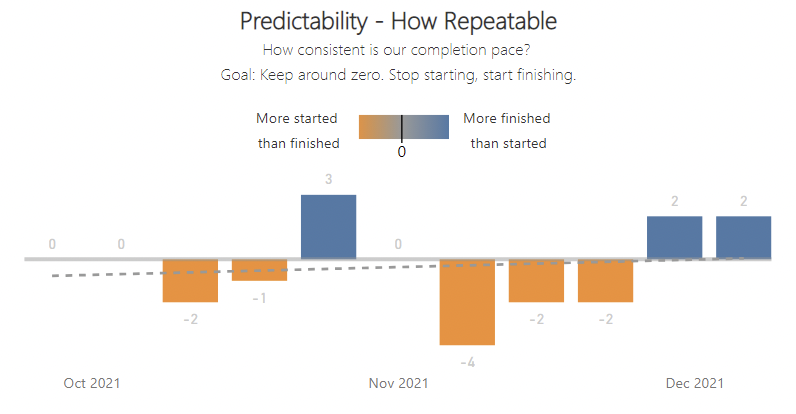 Predictability - How Repeatable
How consistent is our completion pace?
Goal: Keep around zero. Stop starting, start finishing.
More started
than finished
0
More finished
than started
0
0
-2
-1
3
0
-4
-2
-2
2
2
Oct 2021
Nov 2021
Dec 2021